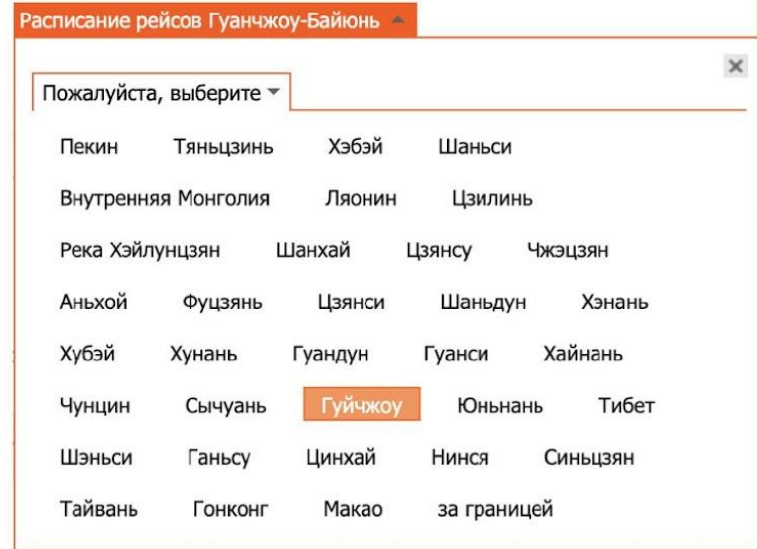 Расписание рейсов Гуанчжоу-Байюнь
Пожалуйста, выберите
Пекин Тяньцзинь Хэбэй Шаньси
Внутренняя Монголия Ляонин Цзилинь
Река Хэйлунцзян Шанхай Цзянсу Чжэцзян
Аньхой Фуцзянь Цзянси Шаньдун Хэнань
Хубэй Хунань Гуандун Гуанси Хайнань
Чунцин Сычуань Гуйчжоу Юньнань Тибет
Шэньси Ганьсу Цинхай Нинся Синьцзян
Тайвань Гонконг Макао за границей